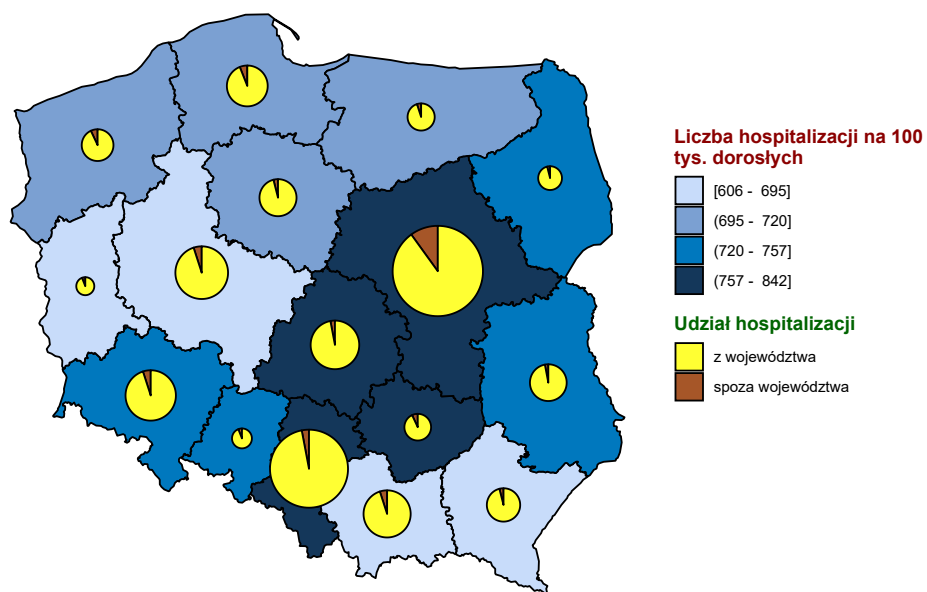 Liczba hospitalizacji na 100
tys. dorosłych
[606 - 695]
(695 - 720]
(720 - 757]
(757 - 842]
Udział hospitalizacji
z województwa
spoza województwa